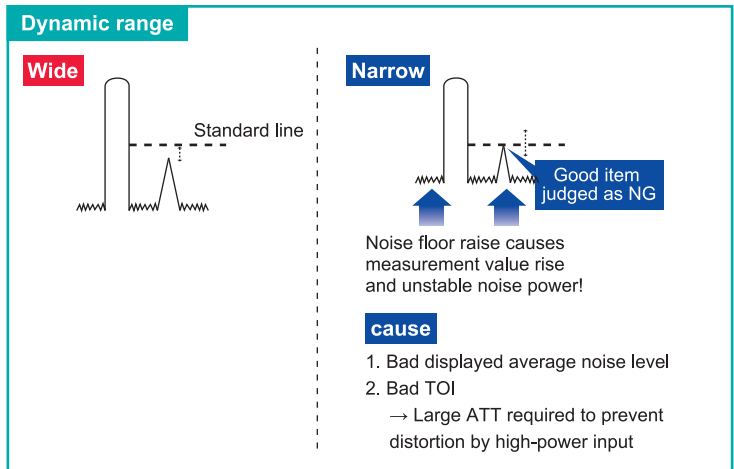 Dynamic range
Wide
Standard line
Narrow
Good item
judged as NG
Noise floor raise causes
measurement value rise
and unstable noise power!
cause
1. Bad displayed average noise level
2. Bad TOI
→ Large ATT required to prevent
distortion by high-power input